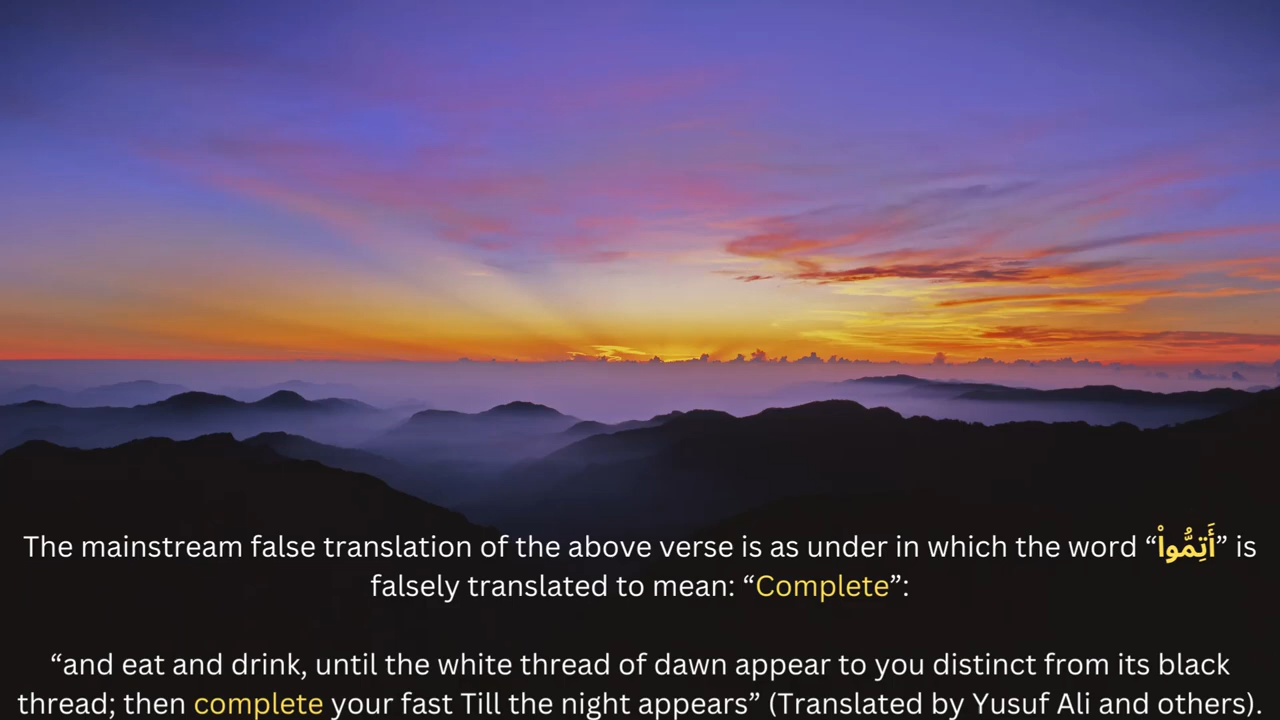 The mainstream false translation of the above verse is as under in which the word “أَتِمُّواْ” is
falsely translated to mean: “Complete”:
“and eat and drink, until the white thread of dawn appear to you distinct from its black
thread; then complete your fast Till the night appears” (Translated by Yusuf Ali and others).